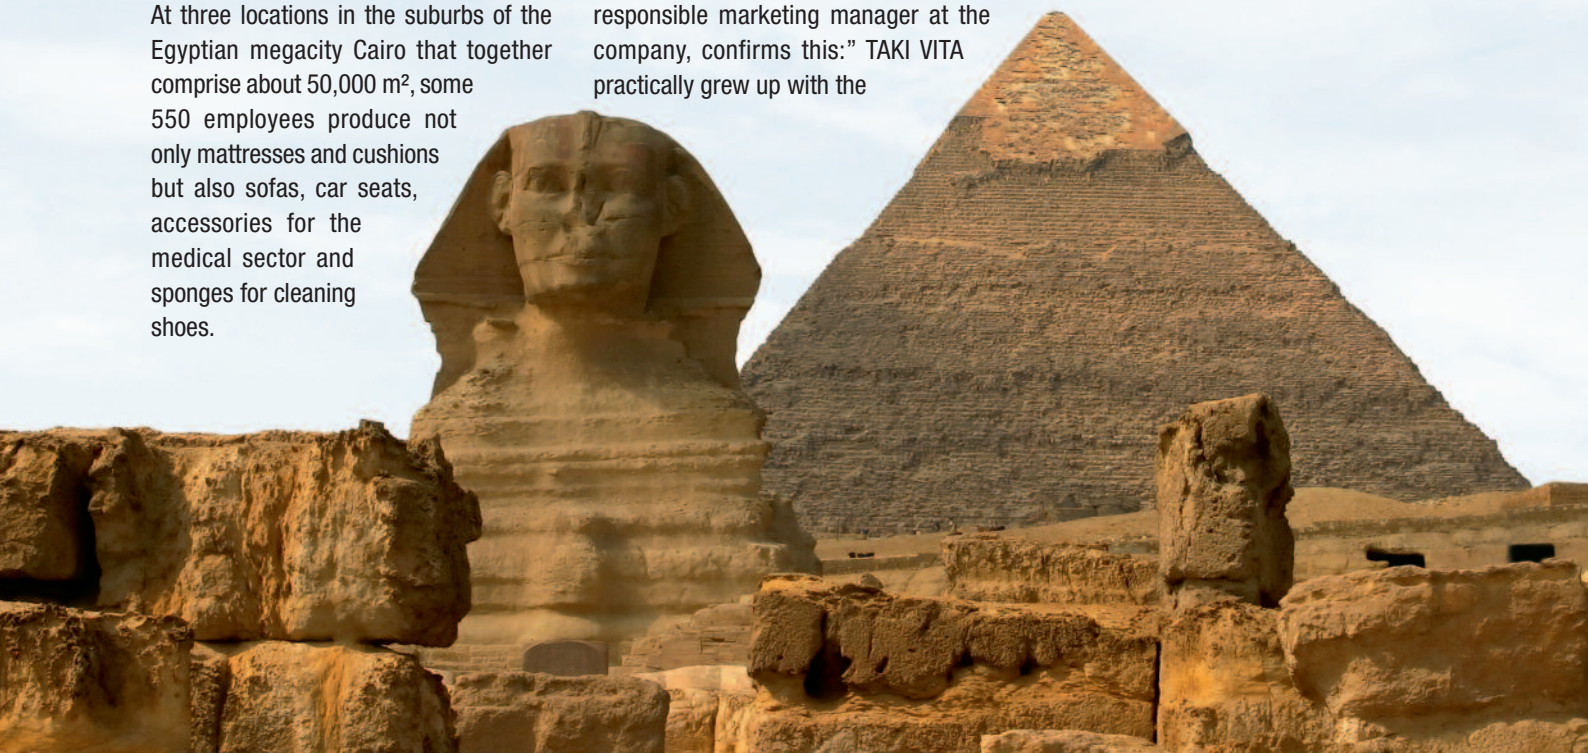 At three locations in the suburbs of the
Egyptian megacity Cairo that together
comprise about 50,000 m², some
550 employees produce not
only mattresses and cushions
but also sofas, car seats,
accessories for the
medical sector and
sponges for cleaning
shoes.
responsible marketing manager at the
company, confirms this:” TAKI VITA
practically grew up with the